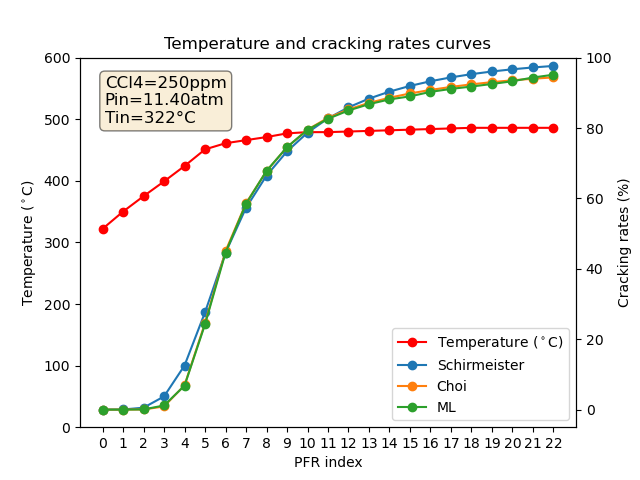 Temperature and cracking rates curves
CCl4=250ppm
Pin=11.40atm
Tin=322°C
Temperature (°C)
600
500
400
300
200
100
0
100
80
60
40
20
0
Cracking rates (%)
Temperature (°C)
Schirmeister
Choi
ML
0 1 2 3 4 5 6 7 8 9 10 11 12 13 14 15 16 17 18 19 20 21 22
PFR index